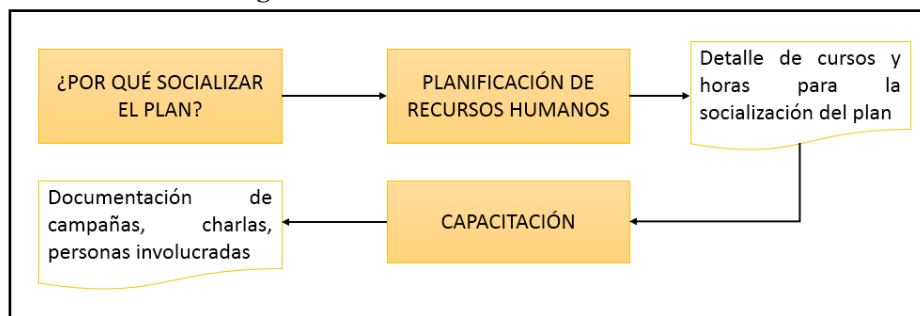 ¿POR QUÉ SOCIALIZAR
EL PLAN?
PLANIFICACIÓN DE
RECURSOS HUMANOS
Detalle de cursos y
horas para la
socialización del plan
CAPACITACIÓN
Documentación de
campañas, charlas,
personas involucradas